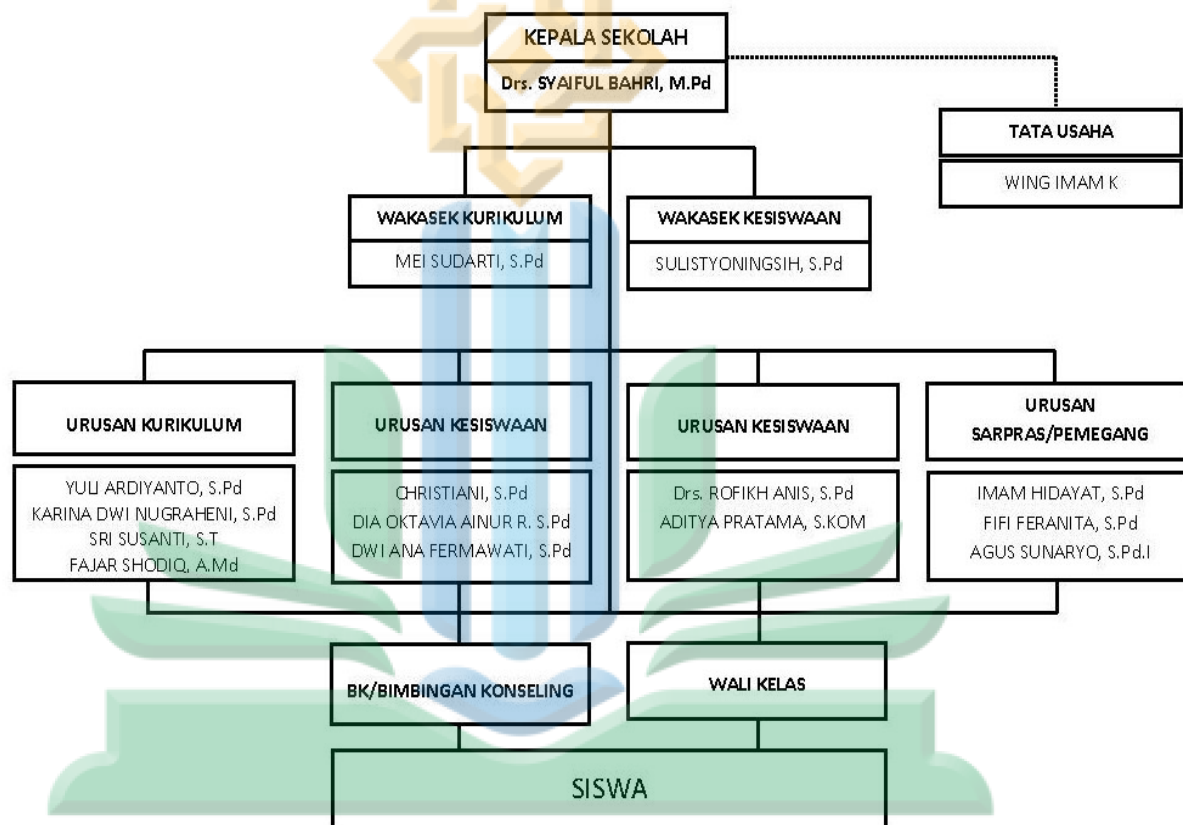 KEPALA SEKOLAH
Drs. SYAIFUL BAHRI, M.Pd
TATA USAHA
WING IMAM K
WAKASEK KURIKULUM
MEI SUDARTI, S.Pd
WAKASEK KESISWAAN
SULISTYONINGSIH, S.Pd
URUSAN KURIKULUM
YULI ARDIYANTO, S.Pd
KARINA DWI NUGRAHENI, S.Pd
SRI SUSANTI, S.T
FAJAR SHODIQ, A.Md
URUSAN KESISWAAN
CHRISTIANI, S.Pd
DIA OKTAVIA AINUR R. S.Pd
DWI ANA FERMAWATI, S.Pd
URUSAN KESISWAAN
Drs. ROFIKH ANIS, S.Pd
ADITYA PRATAMA, S.KOM
URUSAN
SARPRAS/PEMEGANG
IMAM HIDAYAT, S.Pd
FIFI FERANITA, S.Pd
AGUS SUNARYO, S.Pd.I
BK/BIMBINGAN KONSELING
WALI KELAS
SISWA